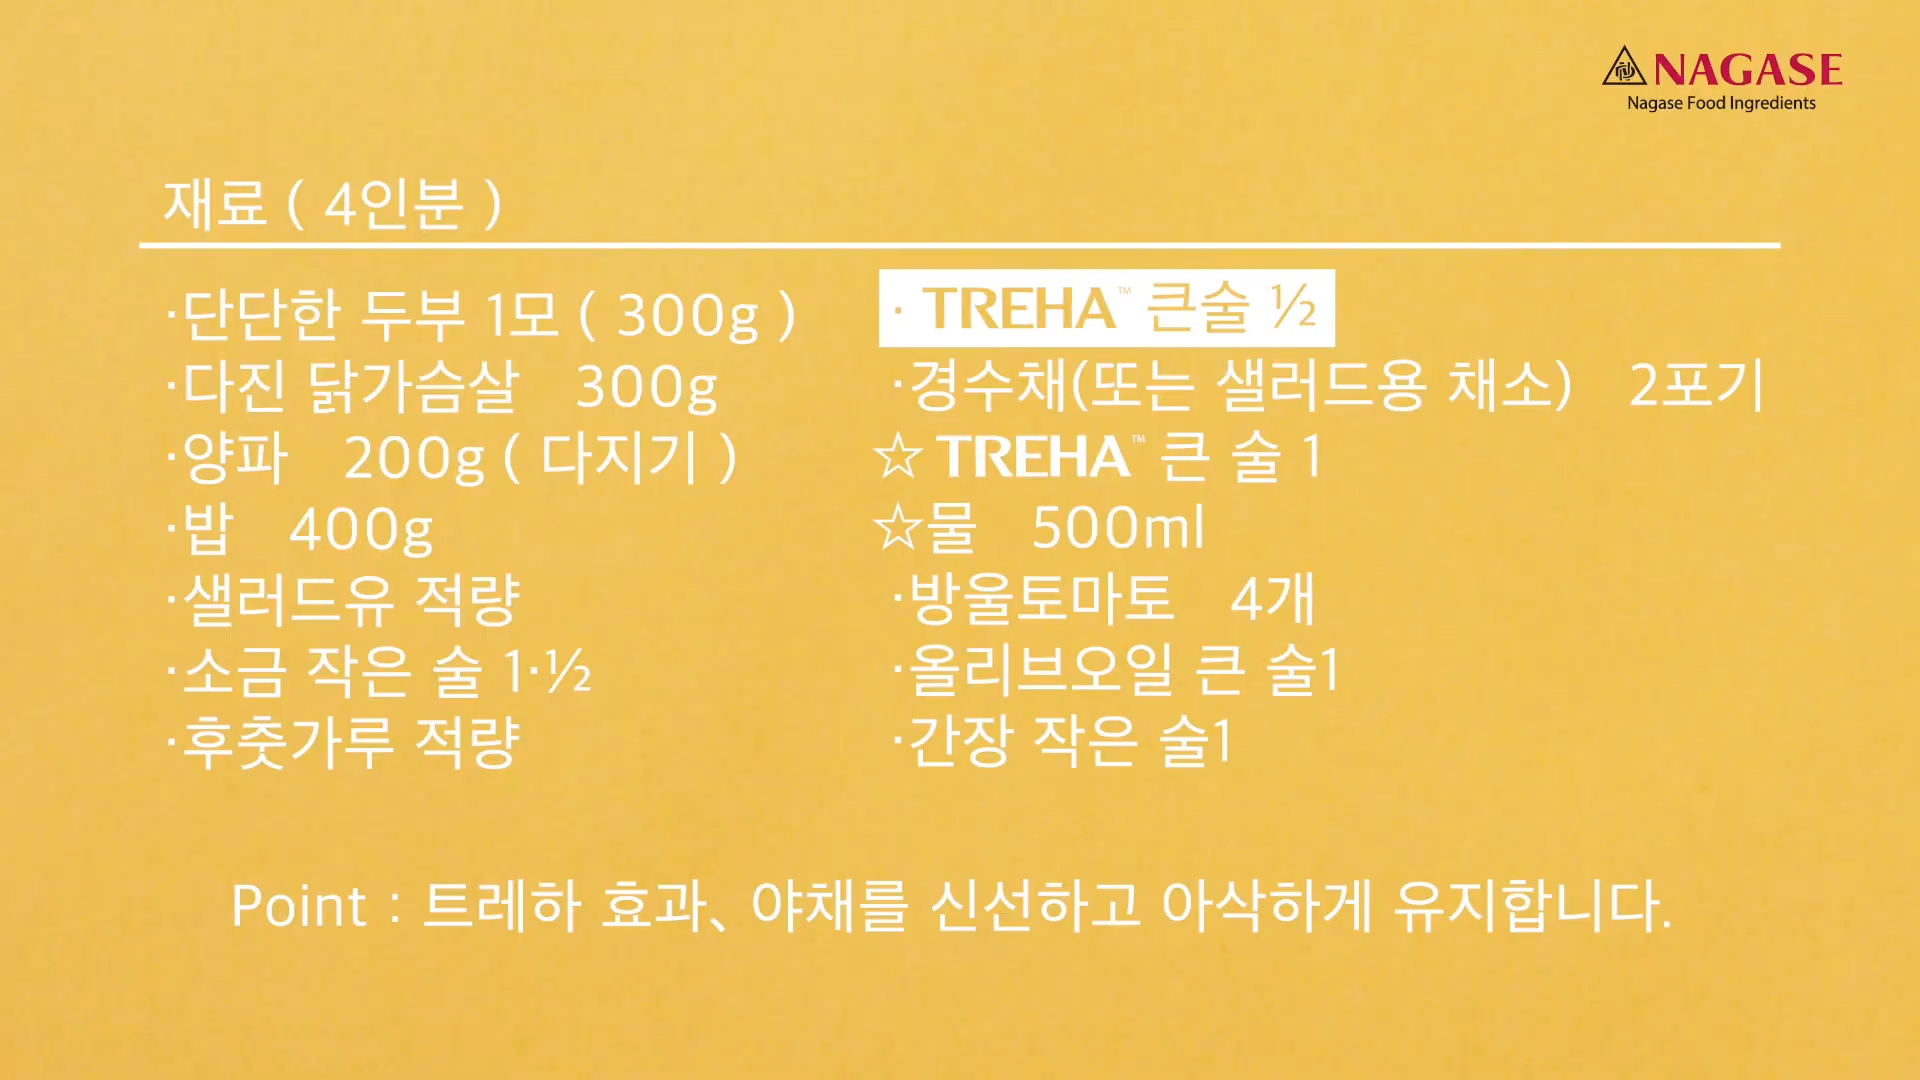 NAGASE
Nagase Food Ingredients
재료 ( 4인분 )
·단단한 두부 1모 ( 300g )
·다진 닭가슴살 300g
·양파 200g ( 다지기 )
·밥 400g
·샐러드유 적량
·소금 작은 술 1·½
·후춧가루 적량
· TREHA™ 큰술 ½
·경수채(또는 샐러드용 채소) 2포기
☆ TREHA™ 큰 술 1
☆물 500ml
·방울토마토 4개
·올리브오일 큰 술1
·간장 작은 술1
Point : 트레하 효과、야채를 신선하고 아삭하게 유지합니다.